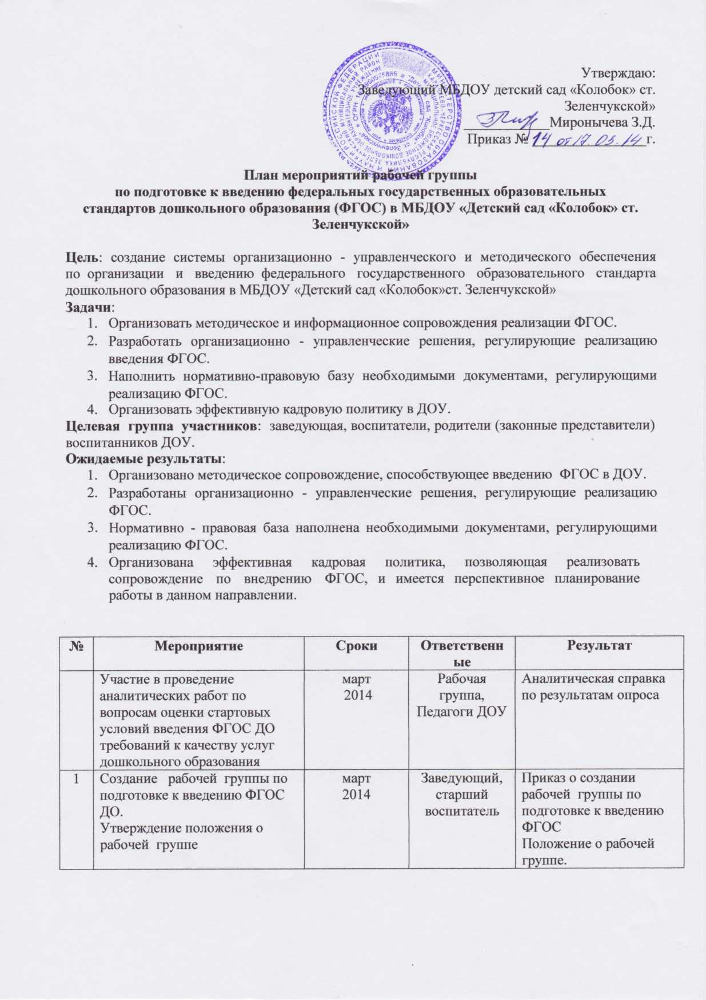 Утверждаю:
Заведующий МБДОУ детский сад «Колобок» ст.
Зеленчукской»
Миронычева З.Д.
Приказ № 14 от 17.03.14 г.
План мероприятий рабочей группы
по подготовке к введению федеральных государственных образовательных
стандартов дошкольного образования (ФГОС) в МБДОУ «Детский сад «Колобок» ст.
Зеленчукской»
Цель: создание системы организационно - управленческого и методического обеспечения
по организации и введению федерального государственного образовательного стандарта
дошкольного образования в МБДОУ «Детский сад «Колобок»ст. Зеленчукской»
Задачи:
1. Организовать методическое и информационное сопровождения реализации ФГОС.
2. Разработать организационно - управленческие решения, регулирующие реализацию
введения ФГОС.
3. Наполнить нормативно-правовую базу необходимыми документами, регулирующими
реализацию ФГОС.
4. Организовать эффективную кадровую политику в ДОУ.
Целевая группа участников: заведующая, воспитатели, родители (законные представители)
воспитанников ДОУ.
Ожидаемые результаты:
1. Организовано методическое сопровождение, способствующее введению ФГОС в ДОУ.
2. Разработаны организационно - управленческие решения, регулирующие реализацию
ФГОС.
3. Нормативно - правовая база наполнена необходимыми документами, регулирующими
реализацию ФГОС.
4. Организована эффективная кадровая политика, позволяющая реализовать
сопровождение по внедрению ФГОС, и имеется перспективное планирование
работы в данном направлении.
№ Мероприятие Сроки Ответственн
ые Результат
Участие в проведение
аналитических работ по
вопросам оценки стартовых
условий введения ФГОС ДО
требований к качеству услуг
дошкольного образования
март
2014
Рабочая
группа,
Педагоги ДОУ
Аналитическая справка
по результатам опроса
1
Создание рабочей группы по
подготовке к введению ФГОС
ДО.
Утверждение положения о
рабочей группе
март
2014
Заведующий,
старший
воспитатель
Приказ о создании
рабочей группы по
подготовке к введению
ФГОС
Положение о рабочей
группе.